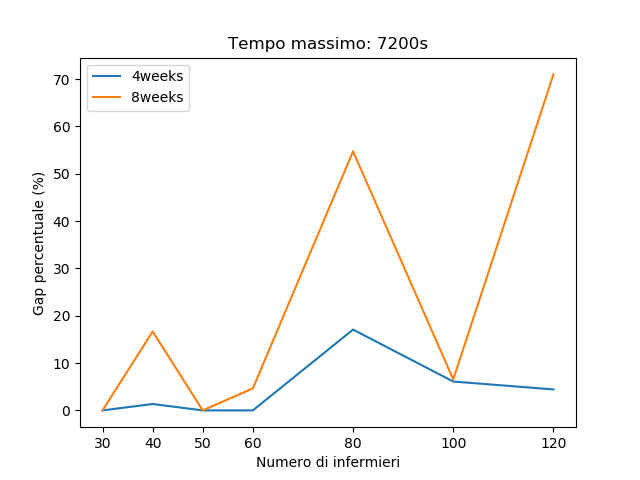 Tempo massimo: 7200s
4weeks
8weeks
Gap percentuale (%)
70
60
50
40
30
20
10
0
30 40 50 60 80 100 120
Numero di infermieri